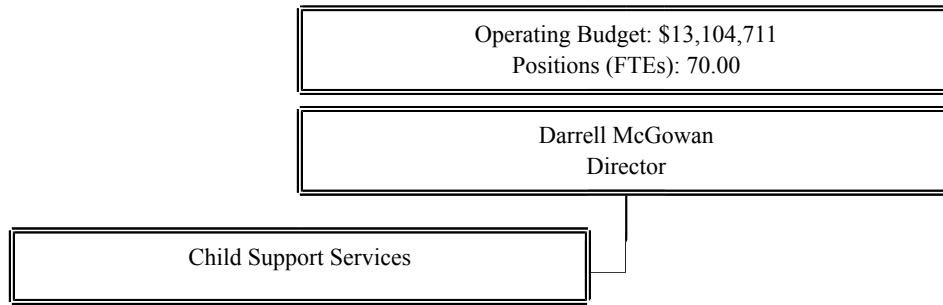 Operating Budget: $13,104,711
Positions (FTEs): 70.00
Darrell McGowan
Director
Child Support Services